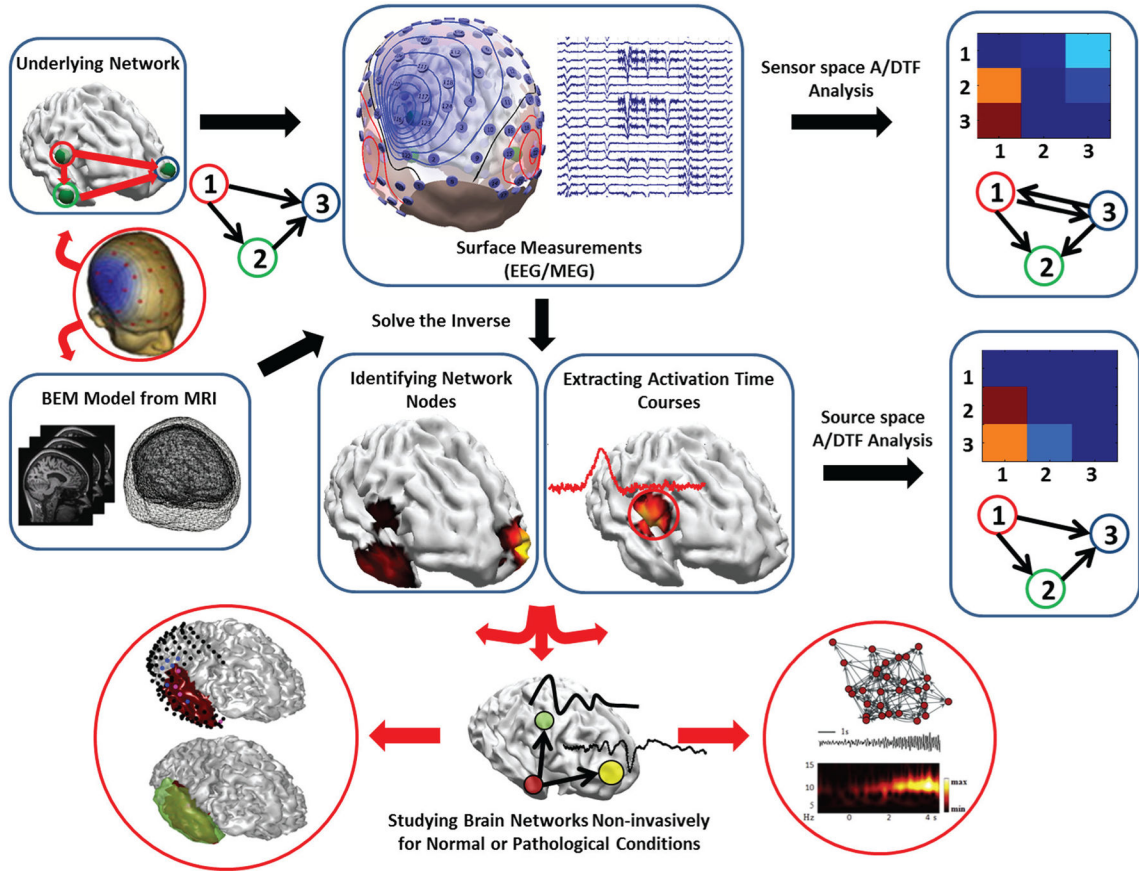 Underlying Network
1
2
3
Surface Measurements
(EEG/MEG)
Sensor space A/DTF
Analysis
1
2
3
1 2 3
1
3
2
Solve the Inverse
BEM Model from MRI
Identifying Network
Nodes
Extracting Activation Time
Courses
Source space
A/DTF Analysis
1
2
3
1 2 3
1
3
2
1s
15
10
5
Hz 0 2 4 s
max
min
Studying Brain Networks Non-invasively
for Normal or Pathological Conditions